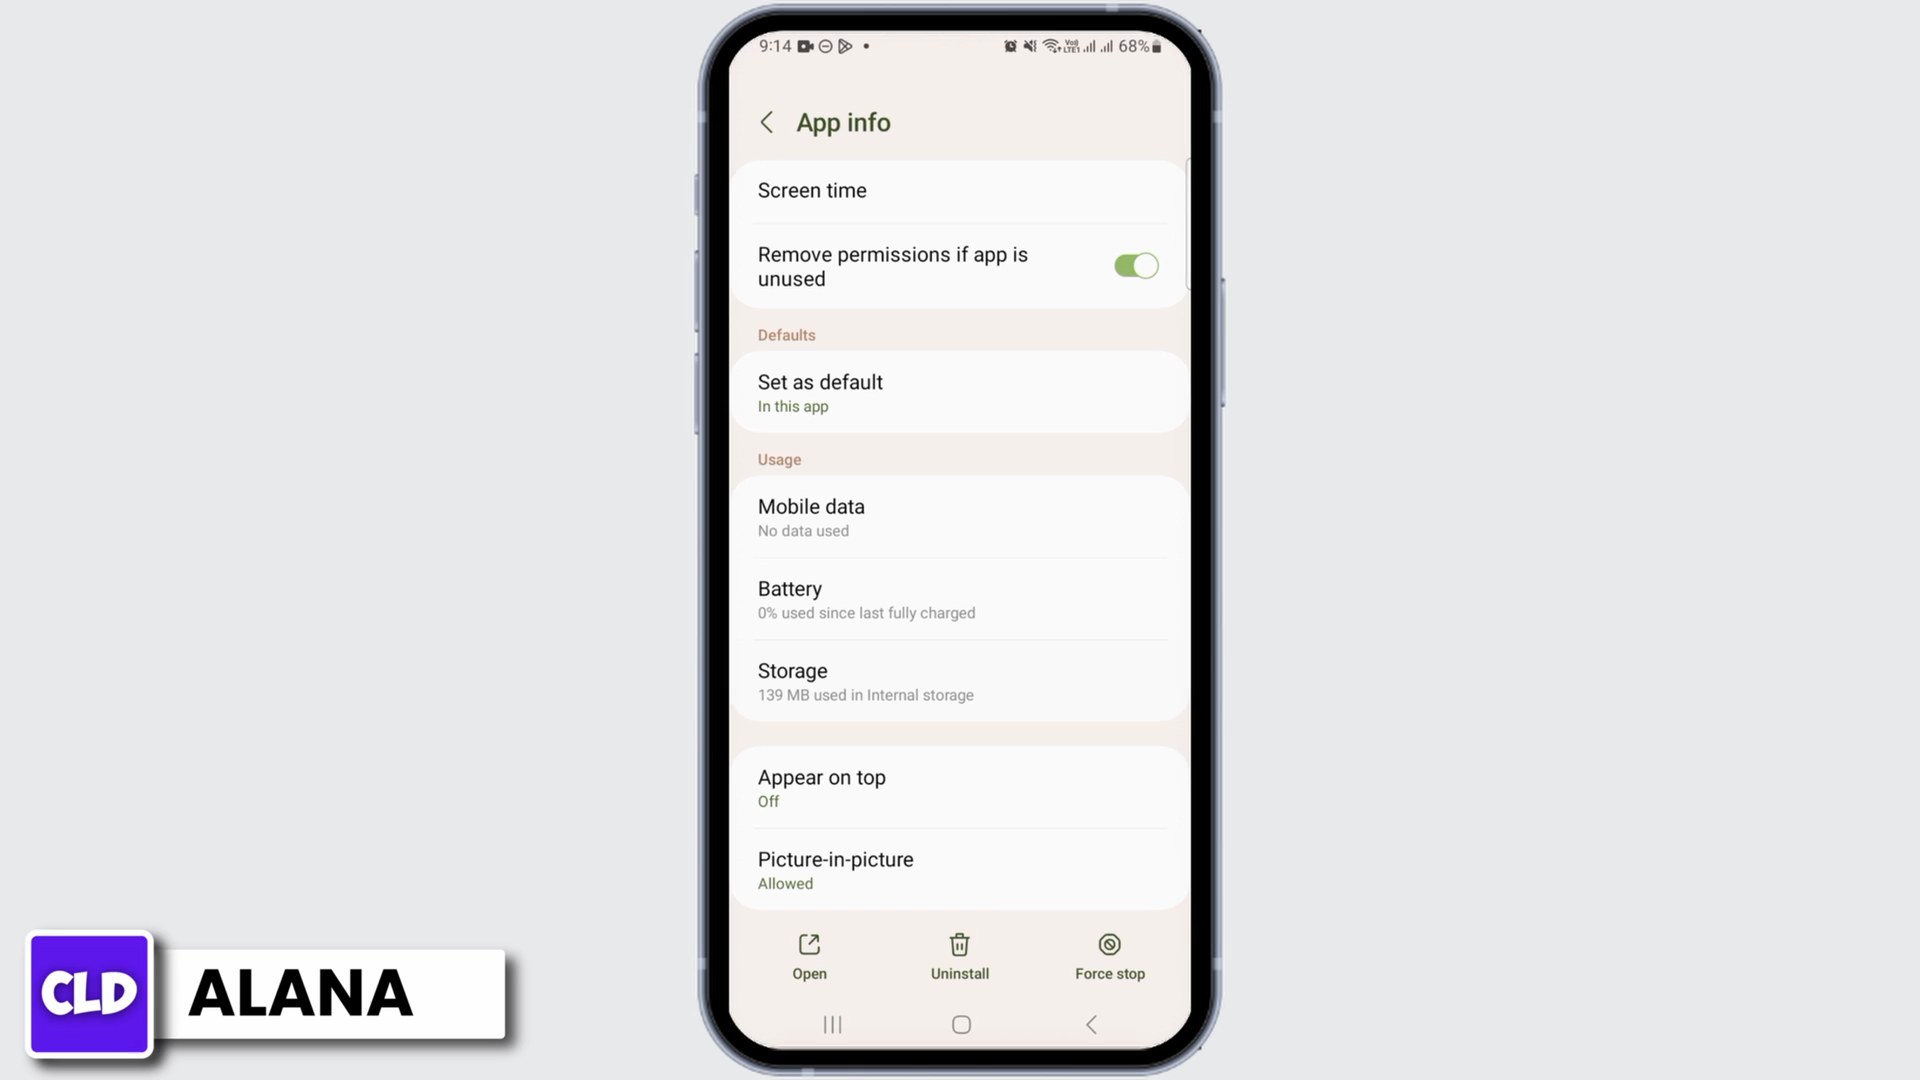 9:14 68%
App info
Screen time
Remove permissions if app is
unused
Defaults
Set as default
In this app
Usage
Mobile data
No data used
Battery
0% used since last fully charged
Storage
139 MB used in Internal storage
Appear on top
Off
Picture-in-picture
Allowed
Open Uninstall Force stop
CLD ALANA